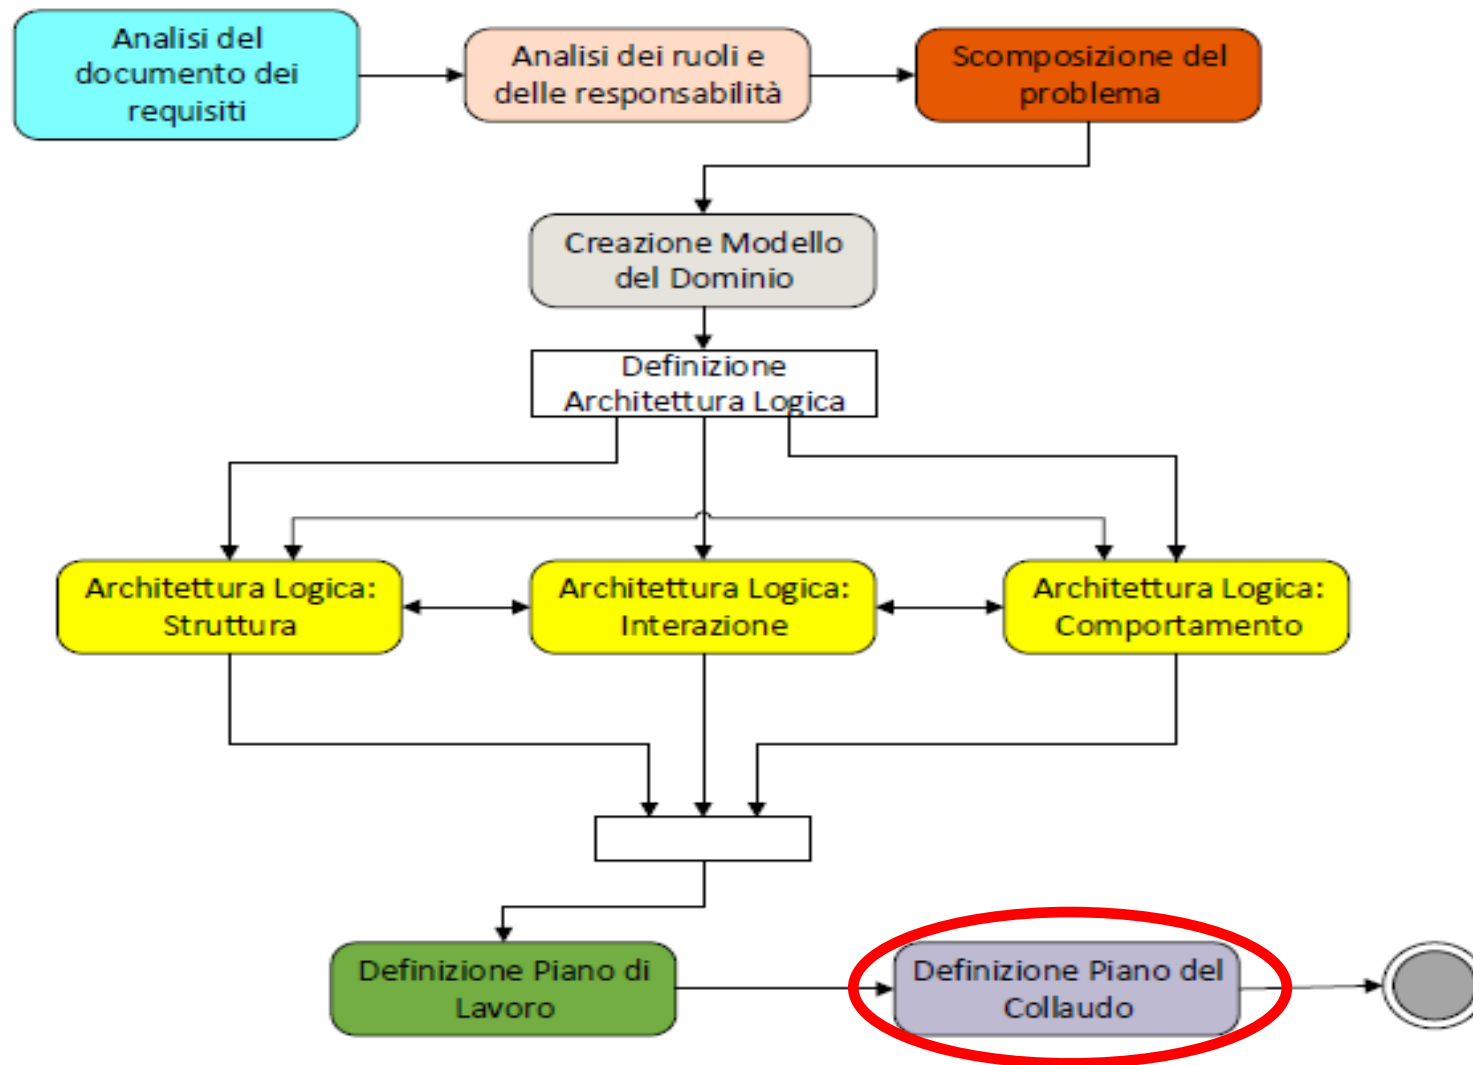 Analisi del
documento dei
requisiti
Analisi dei ruoli e
delle responsabilità
Scomposizione del
problema
Creazione Modello
del Dominio
Definizione
Architettura Logica
Architettura Logica:
Struttura
Architettura Logica:
Interazione
Architettura Logica:
Comportamento
Definizione Piano di
Lavoro
Definizione Piano del
Collaudo